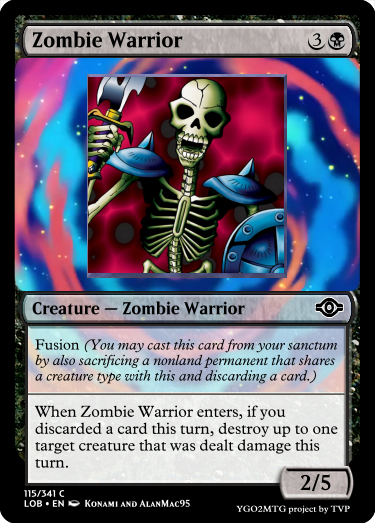 Zombie Warrior 3
Creature — Zombie Warrior
Fusion (You may cast this card from your sanctum
by also sacrificing a nonland permanent that shares
a creature type with this and discarding a card.)
When Zombie Warrior enters, if you
discarded a card this turn, destroy up to one
target creature that was dealt damage this
turn.
2/5
115/341 C
LOB • EN Konami and AlanMac95
YGO2MTG project by TVP